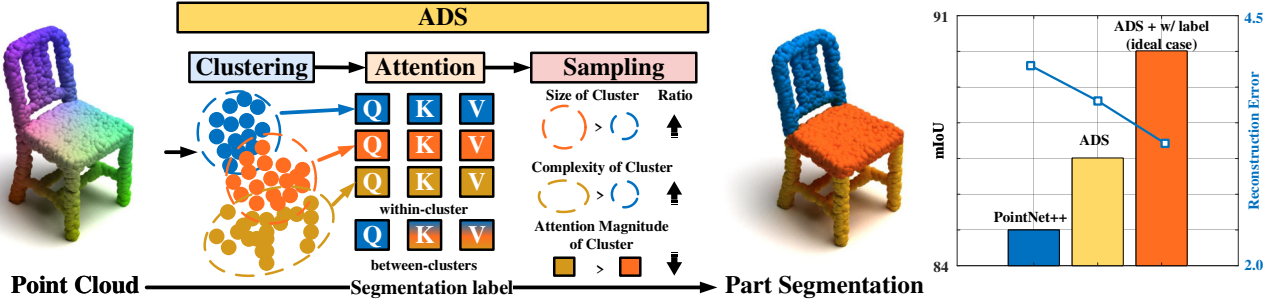 ADS
Clustering
Attention
Sampling
Q K V
Q K V
Q K V
within-cluster
Q K V
between-clusters
Size of Cluster Ratio
>
Complexity of Cluster
>
Attention Magnitude
of Cluster
>
Point Cloud
Segmentation label
Part Segmentation
91
84
mIoU
PointNet++
ADS
ADS + w/ label
(ideal case)
4.5
2.0
Reconstruction Error